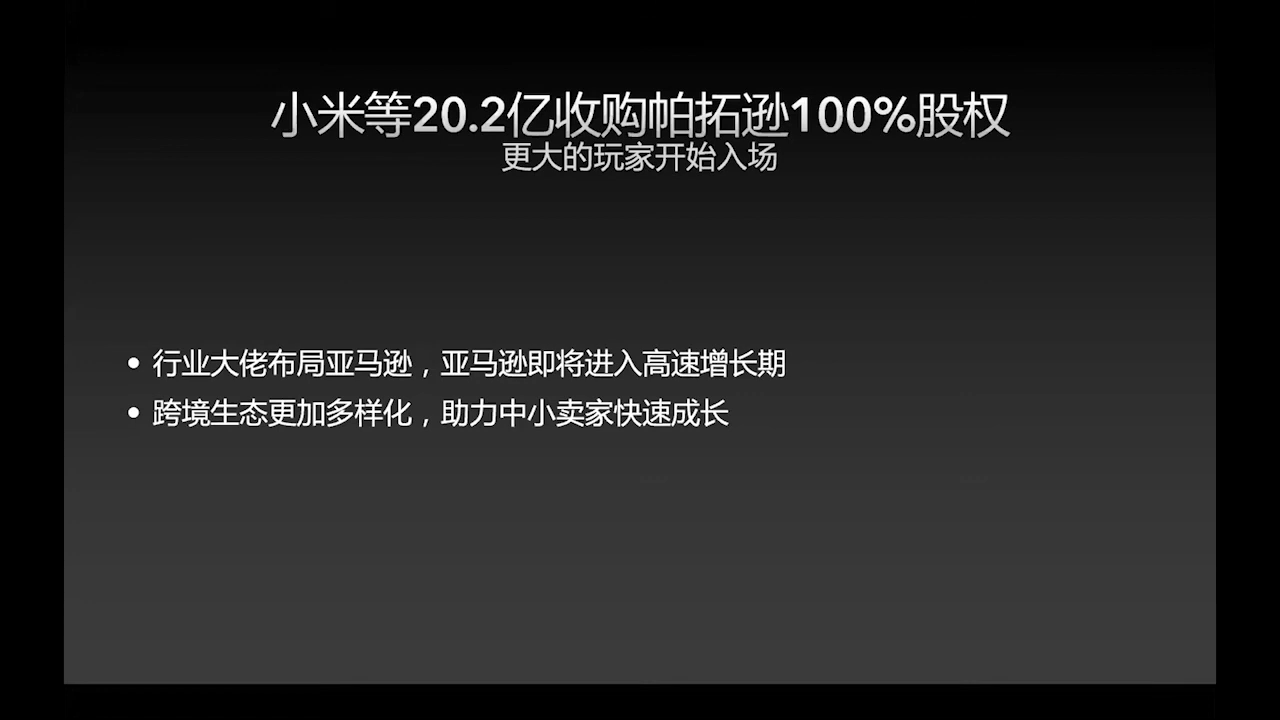 小米等20.2亿收购帕拓逊100%股权
更大的玩家开始入场
• 行业大佬布局亚马逊，亚马逊即将进入高速增长期
• 跨境生态更加多样化，助力中小卖家快速成长